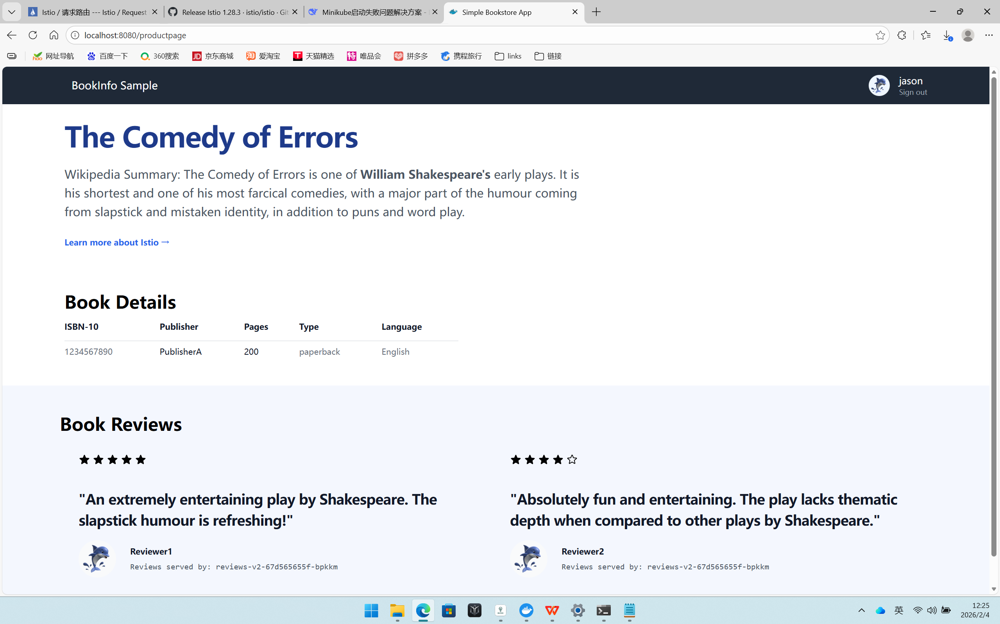 Istio / 请求路由 --- Istio / Request
Release Istio 1.28.3 · istio/istio · Git
Minikube启动失败问题解决方案 -
Simple Bookstore App
localhost:8080/productpage
网址导航
百度一下
360搜索
京东商城
爱淘宝
天猫精选
唯品会
拼多多
携程旅行
links
链接
BookInfo Sample
jason
Sign out
The Comedy of Errors
Wikipedia Summary: The Comedy of Errors is one of William Shakespeare's early plays. It is
his shortest and one of his most farcical comedies, with a major part of the humour coming
from slapstick and mistaken identity, in addition to puns and word play.
Learn more about Istio →
Book Details
ISBN-10 Publisher Pages Type Language
1234567890 PublisherA 200 paperback English
Book Reviews
"An extremely entertaining play by Shakespeare. The
slapstick humour is refreshing!"
Reviewer1
Reviews served by: reviews-v2-67d565655f-bpkkm
"Absolutely fun and entertaining. The play lacks thematic
depth when compared to other plays by Shakespeare."
Reviewer2
Reviews served by: reviews-v2-67d565655f-bpkkm
英
12:25
2026/2/4